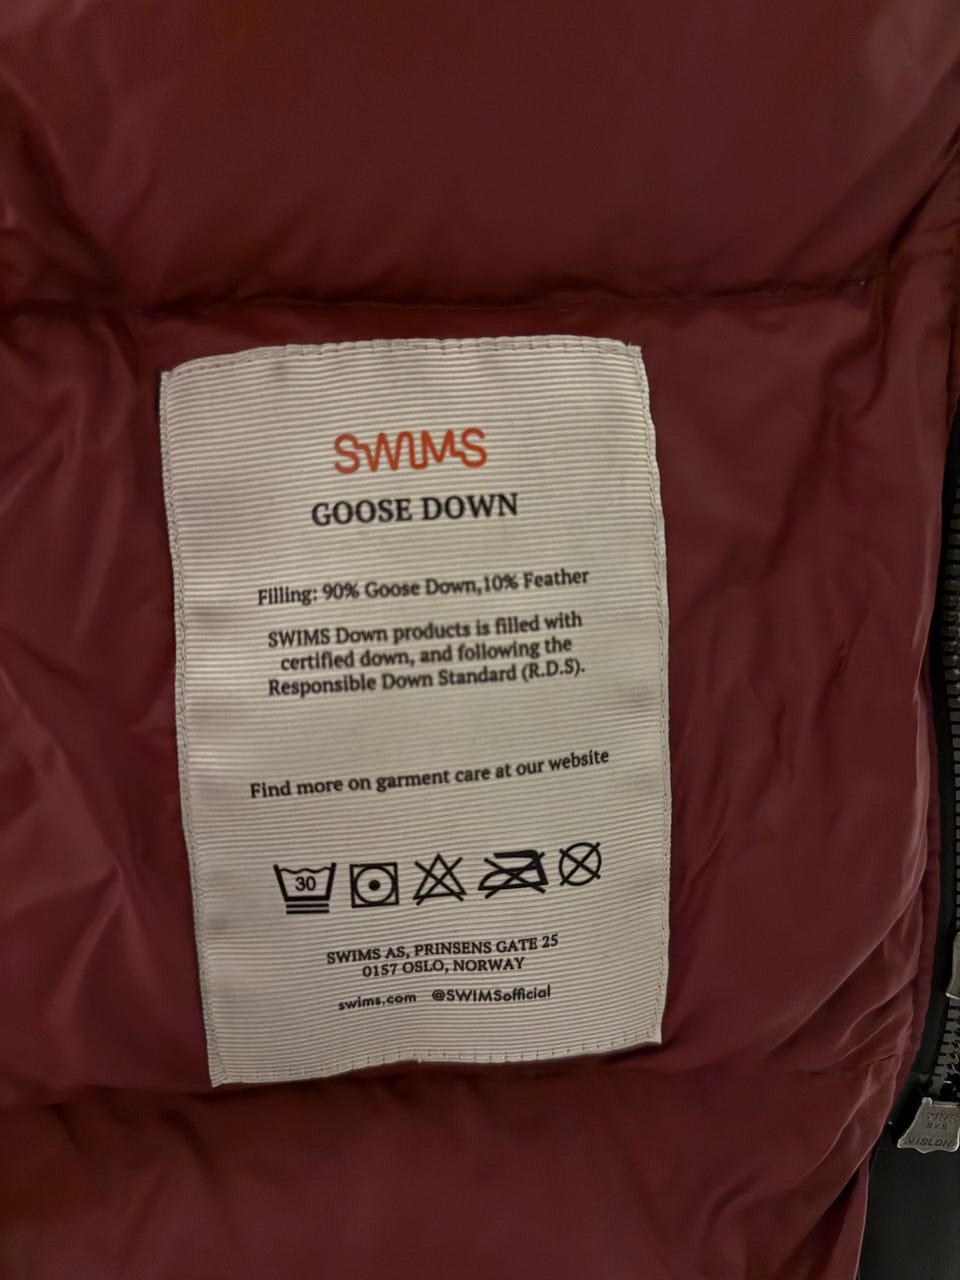 SWIMS
GOOSE DOWN
Filling: 90% Goose Down,10% Feather
SWIMS Down products is filled with
certified down, and following the
Responsible Down Standard (R.D.S).
Find more on garment care at our website
30
SWIMS AS, PRINSENS GATE 25
0157 OSLO, NORWAY
swims.com @SWIMSofficial
YKK
VISLON